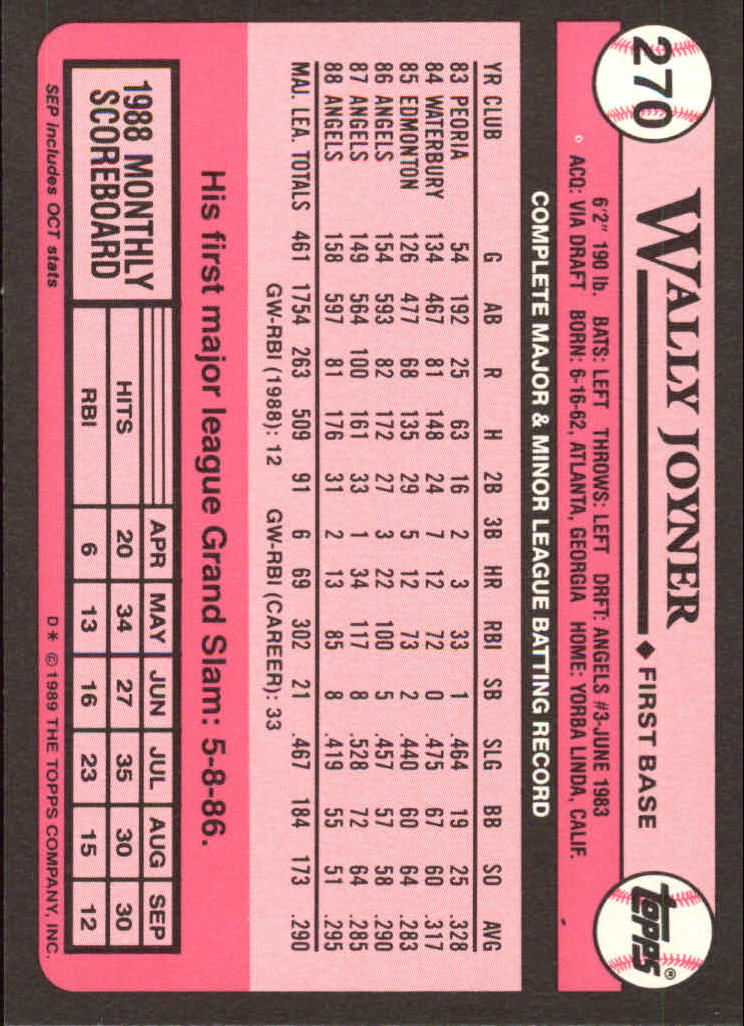 270
WALLY JOYNER ◆ FIRST BASE
Topps®
6'2" 190 lb. BATS: LEFT THROWS: LEFT DRFT: ANGELS #3-JUNE 1983
ACQ: VIA DRAFT BORN: 6-16-62, ATLANTA, GEORGIA HOME: YORBA LINDA, CALIF.
COMPLETE MAJOR & MINOR LEAGUE BATTING RECORD
YR CLUB G AB R H 2B 3B HR RBI SB SLG BB SO AVG
83 PEORIA 54 192 25 63 16 2 3 33 1 .464 19 25 .328
84 WATERBURY 134 467 81 148 24 7 12 72 0 .475 67 60 .317
85 EDMONTON 126 477 68 135 29 5 12 73 2 .440 60 64 .283
86 ANGELS 154 593 82 172 27 3 22 100 5 .457 57 58 .290
87 ANGELS 149 564 100 161 33 1 34 117 8 .528 72 64 .285
88 ANGELS 158 597 81 176 31 2 13 85 8 .419 55 51 .295
MAJ. LEA. TOTALS 461 1754 263 509 91 6 69 302 21 .467 184 173 .290
GW-RBI (1988): 12 GW-RBI (CAREER): 33
His first major league Grand Slam: 5-8-86.
1988 MONTHLY
SCOREBOARD
APR MAY JUN JUL AUG SEP
HITS 20 34 27 35 30 30
RBI 6 13 16 23 15 12
SEP Includes OCT stats
D* © 1989 THE TOPPS COMPANY, INC.